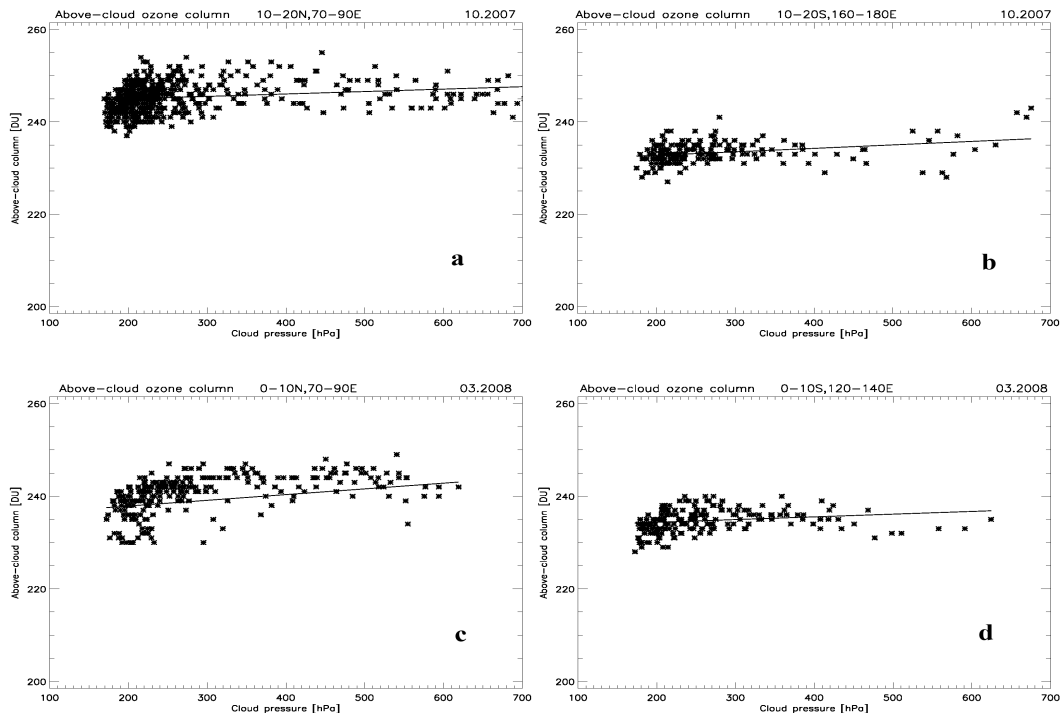 Above-cloud ozone column 10-20N,70-90E 10.2007
260
240
220
200
Above-cloud column [DU]
a
100 200 300 400 500 600 700
Cloud pressure [hPa]
Above-cloud ozone column 10-20S,160-180E 10.2007
260
240
220
200
Above-cloud column [DU]
b
100 200 300 400 500 600 700
Cloud pressure [hPa]
Above-cloud ozone column 0-10N,70-90E 03.2008
260
240
220
200
Above-cloud column [DU]
c
100 200 300 400 500 600 700
Cloud pressure [hPa]
Above-cloud ozone column 0-10S,120-140E 03.2008
260
240
220
200
Above-cloud column [DU]
d
100 200 300 400 500 600 700
Cloud pressure [hPa]